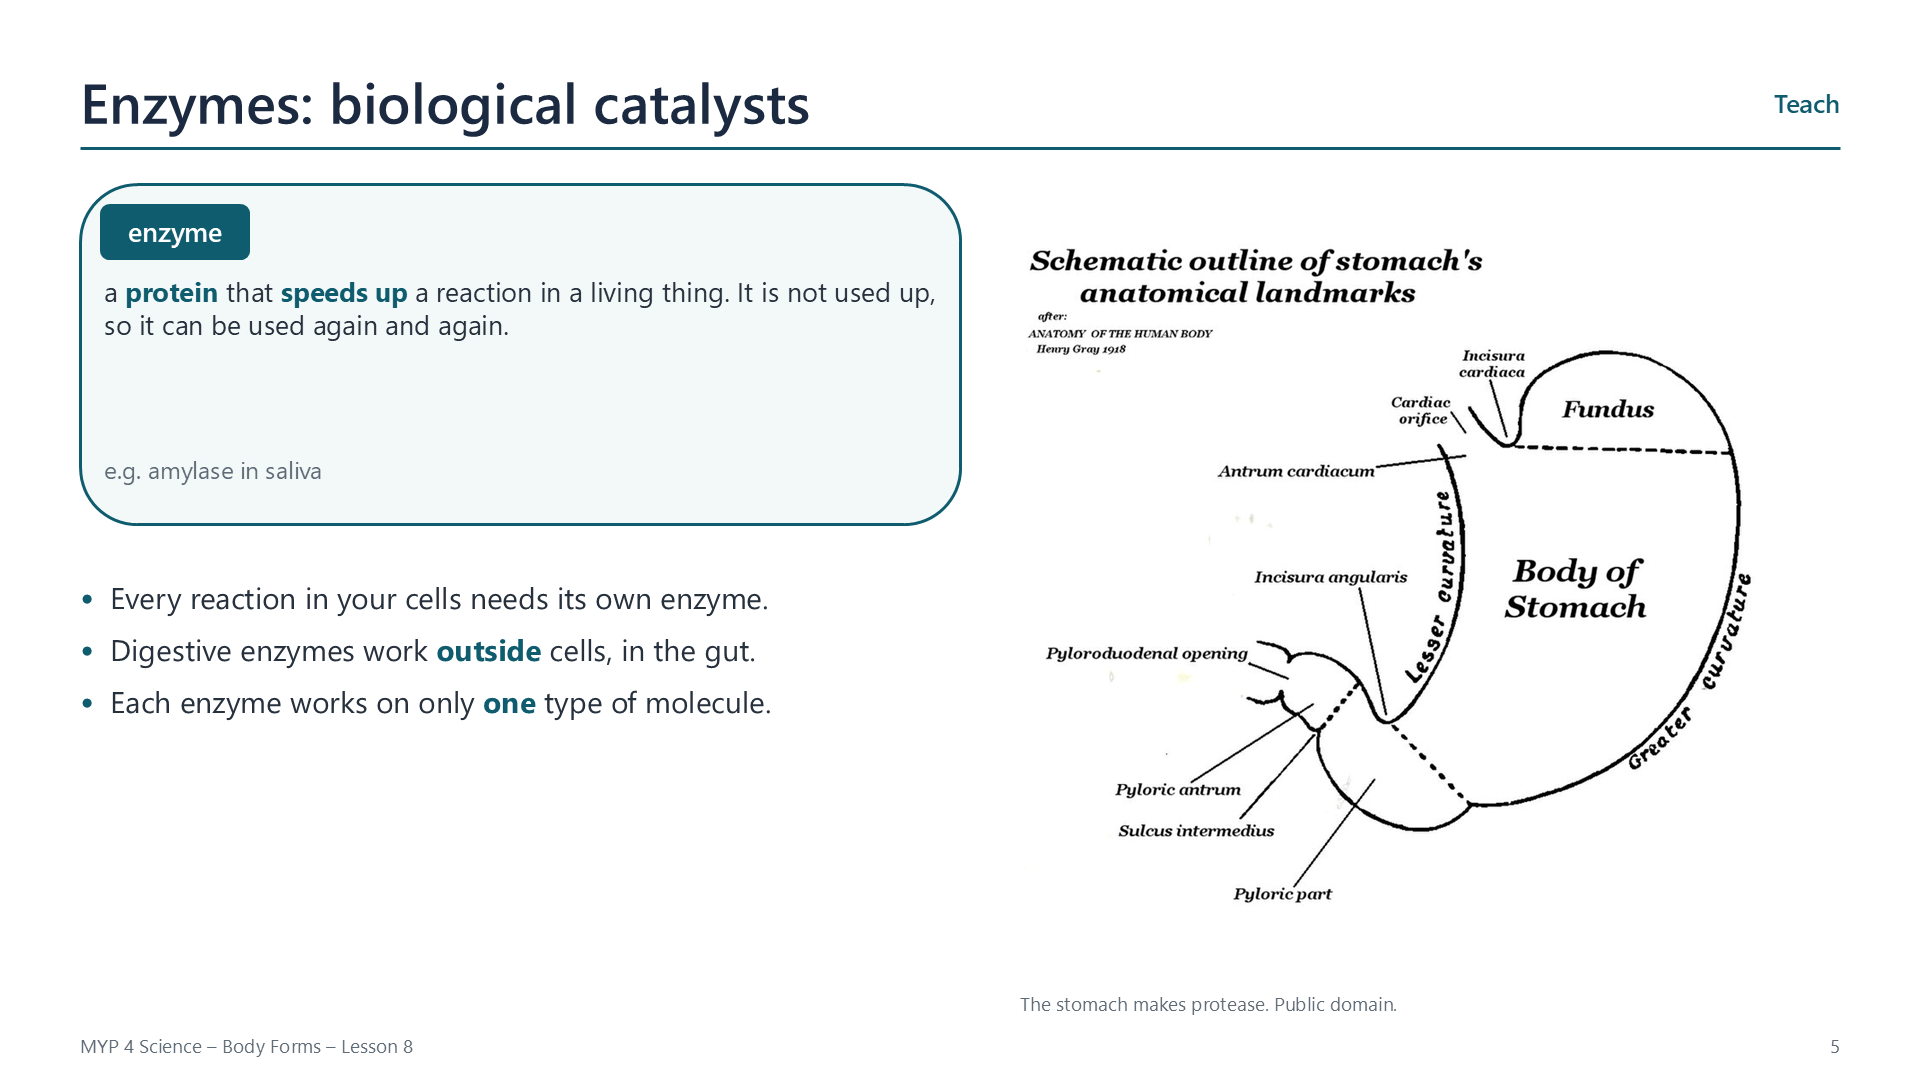 Enzymes: biological catalysts
Teach
enzyme
a protein that speeds up a reaction in a living thing. It is not used up,
so it can be used again and again.
e.g. amylase in saliva
• Every reaction in your cells needs its own enzyme.
• Digestive enzymes work outside cells, in the gut.
• Each enzyme works on only one type of molecule.
Schematic outline of stomach's
anatomical landmarks
after:
ANATOMY OF THE HUMAN BODY
Henry Gray 1918
Incisura
cardiaca
Cardiac
orifice
Fundus
Antrum cardiacum
Lesser curvature
Incisura angularis
Body of
Stomach
Greater curvature
Pyloroduodenal opening
Pyloric antrum
Sulcus intermedius
Pyloric part
The stomach makes protease. Public domain.
MYP 4 Science – Body Forms – Lesson 8
5